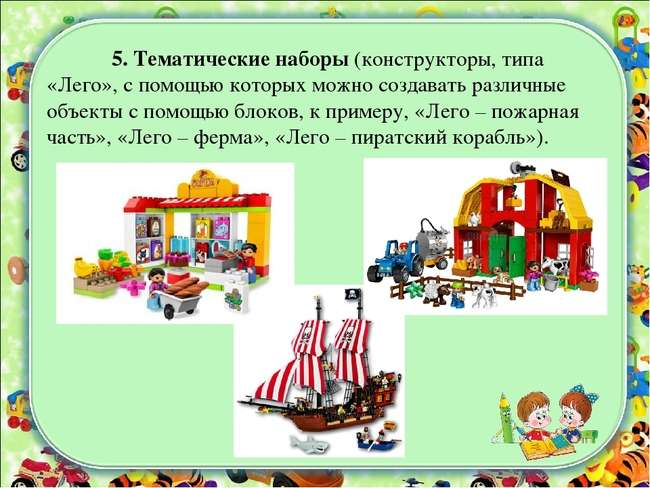 5. Тематические наборы (конструкторы, типа
«Лего», с помощью которых можно создавать различные
объекты с помощью блоков, к примеру, «Лего – пожарная
часть», «Лего – ферма», «Лего – пиратский корабль»).